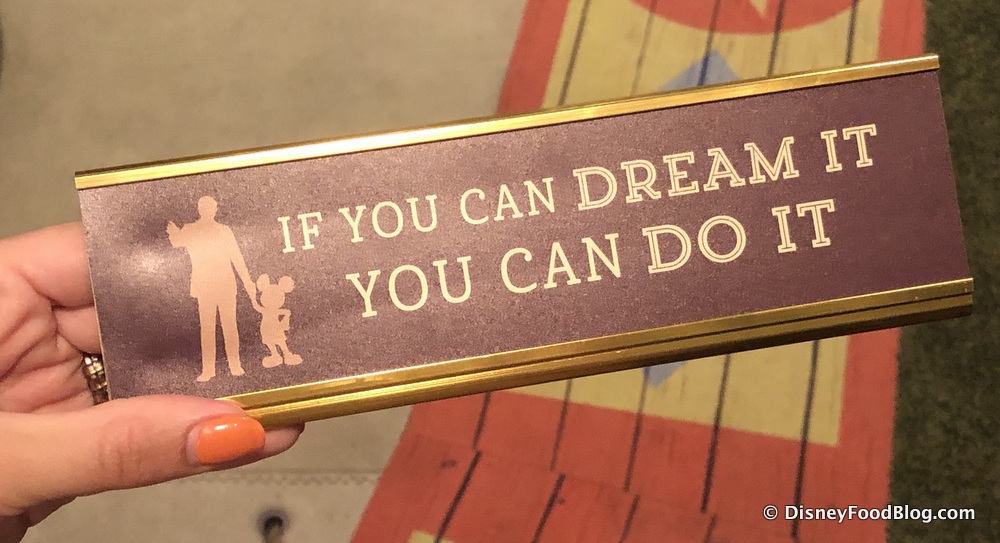 IF YOU CAN DREAM IT
YOU CAN DO IT
© DisneyFoodBlog.com